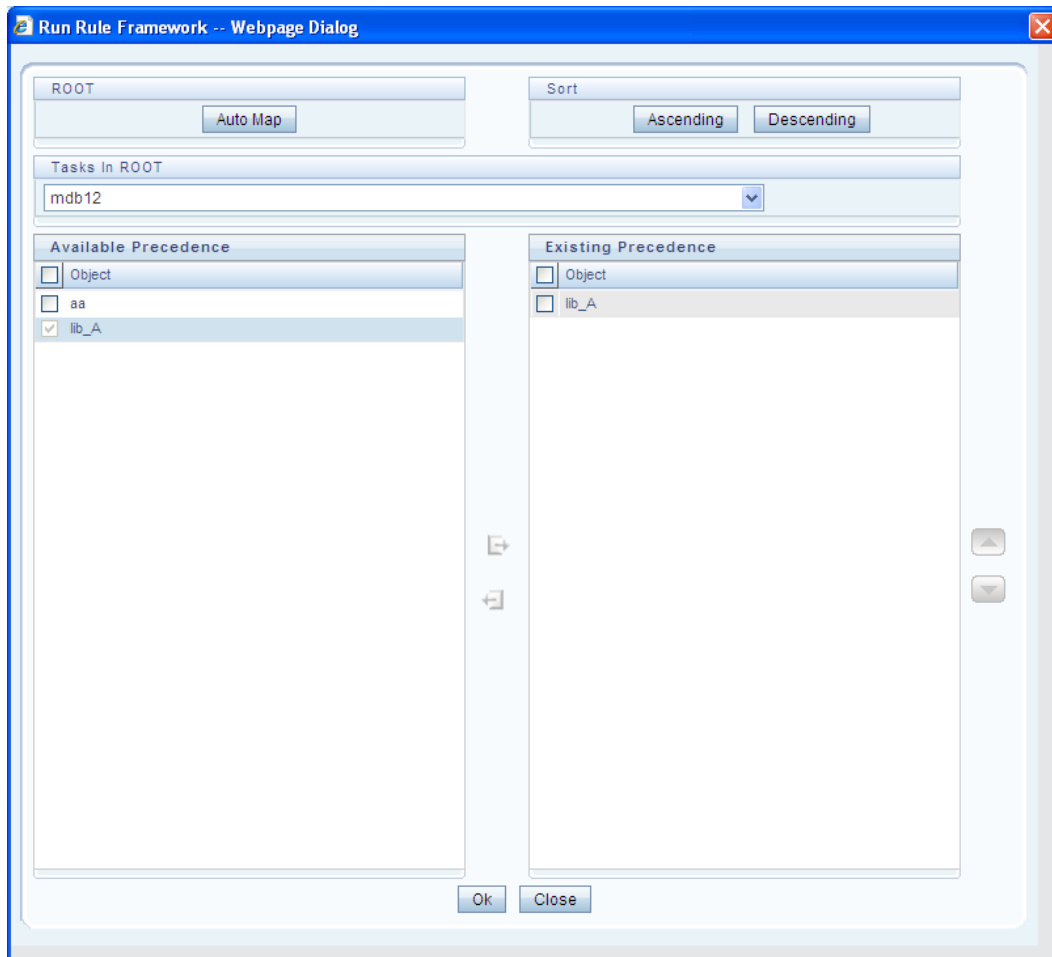 Run Rule Framework -- Webpage Dialog
ROOT
Auto Map
Sort
Ascending Descending
Tasks In ROOT
mdb12
Available Precedence
Object
aa
lib_A
Existing Precedence
Object
lib_A
Ok Close